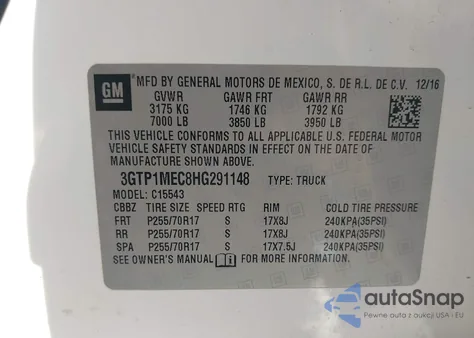 GM MFD BY GENERAL MOTORS DE MEXICO, S. DE R.L. DE C.V. 12/16
GVWR GAWR FRT GAWR RR
3175 KG 1746 KG 1792 KG
7000 LB 3850 LB 3950 LB
THIS VEHICLE CONFORMS TO ALL APPLICABLE U.S. FEDERAL MOTOR
VEHICLE SAFETY STANDARDS IN EFFECT ON THE DATE OF
MANUFACTURE SHOWN ABOVE.
3GTP1MEC8HG291148 TYPE: TRUCK
MODEL: C15543
CBBZ TIRE SIZE SPEED RTG RIM COLD TIRE PRESSURE
FRT P255/70R17 S 17X8J 240KPA(35PSI)
RR P255/70R17 S 17X8J 240KPA(35PSI)
SPA P255/70R17 S 17X7.5J 240KPA(35PSI)
SEE OWNER'S MANUAL FOR MORE INFORMATION.
autoSnap
Pewne auta z aukcji USA i EU